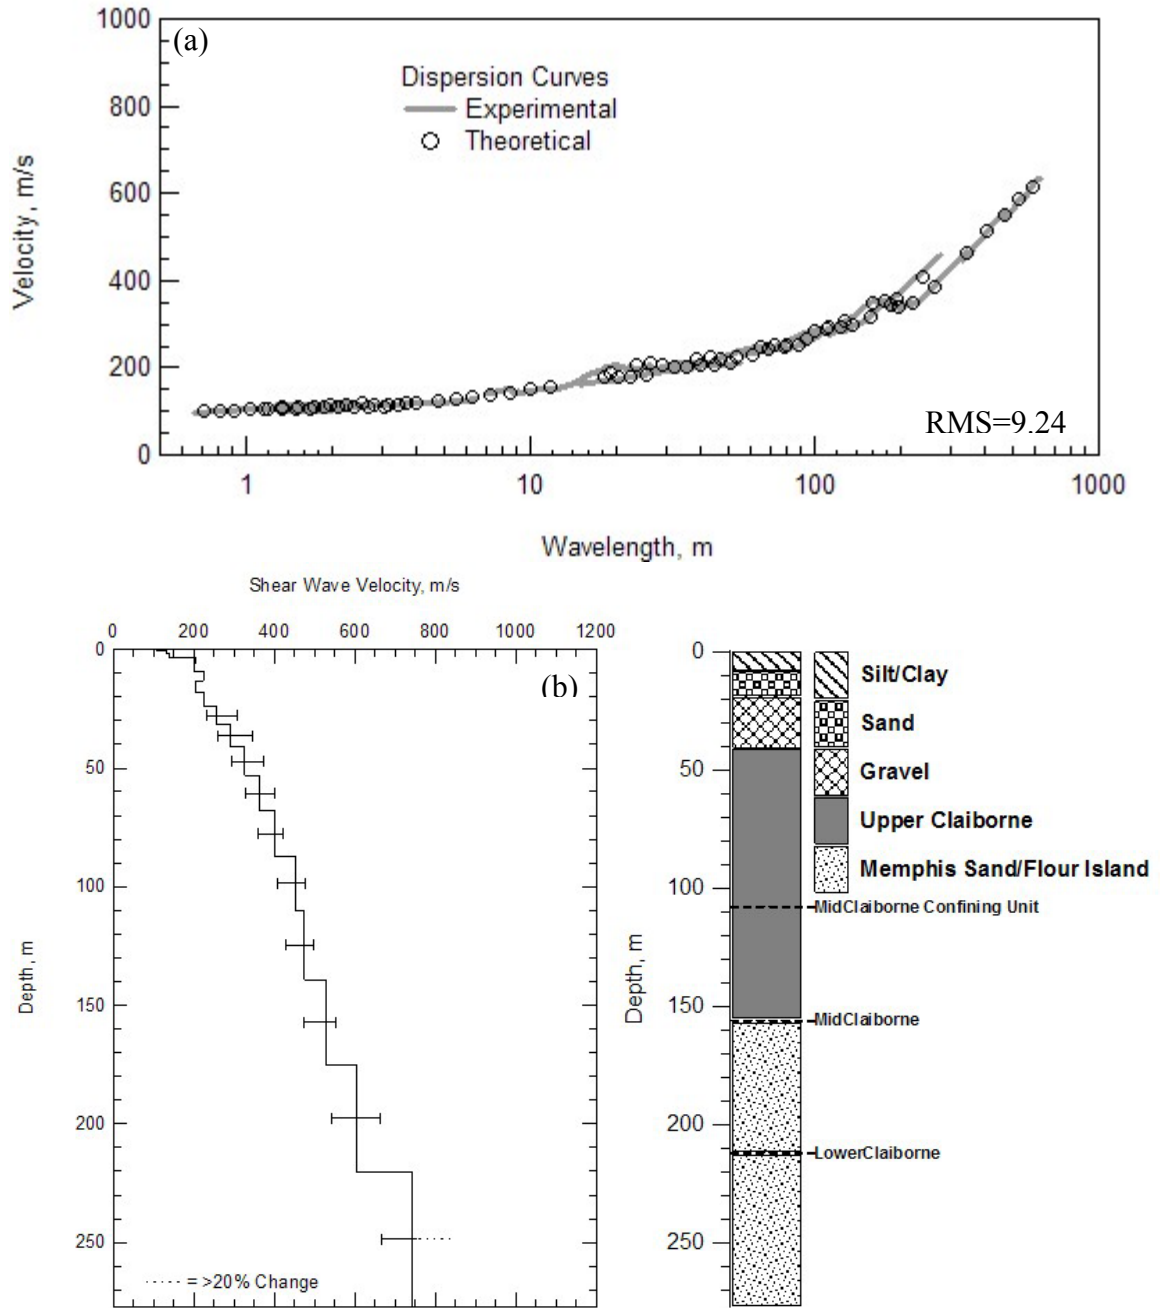 1000
(a)
Dispersion Curves
Experimental
Theoretical
800
600
400
200
0
Velocity, m/s
RMS=9.24
1
10
100
1000
Wavelength, m
Shear Wave Velocity, m/s
0
200
400
600
800
1000
1200
(b)
0
50
100
150
200
250
Depth, m
= >20% Change
0
50
100
150
200
250
Depth, m
Silt/Clay
Sand
Gravel
Upper Claiborne
Memphis Sand/Flour Island
MidClaiborne Confining Unit
MidClaiborne
LowerClaiborne